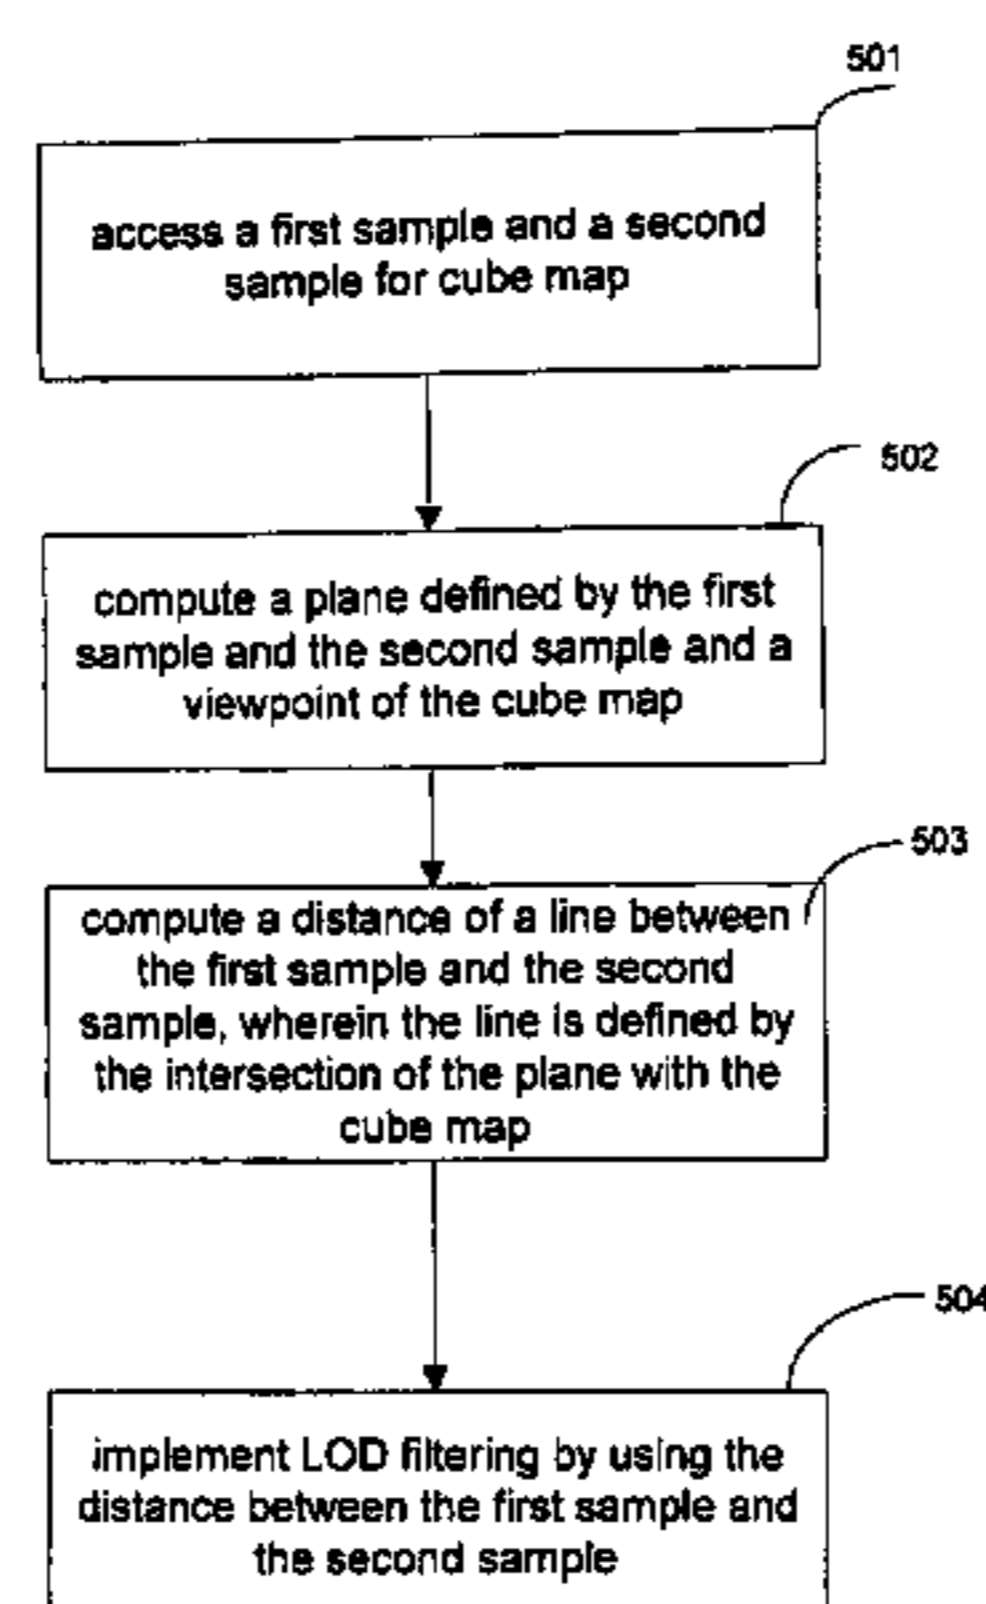 501
access a first sample and a second
sample for cube map
502
compute a plane defined by the first
sample and the second sample and a
viewpoint of the cube map
503
compute a distance of a line between
the first sample and the second
sample, wherein the line is defined by
the intersection of the plane with the
cube map
504
implement LOD filtering by using the
distance between the first sample and
the second sample